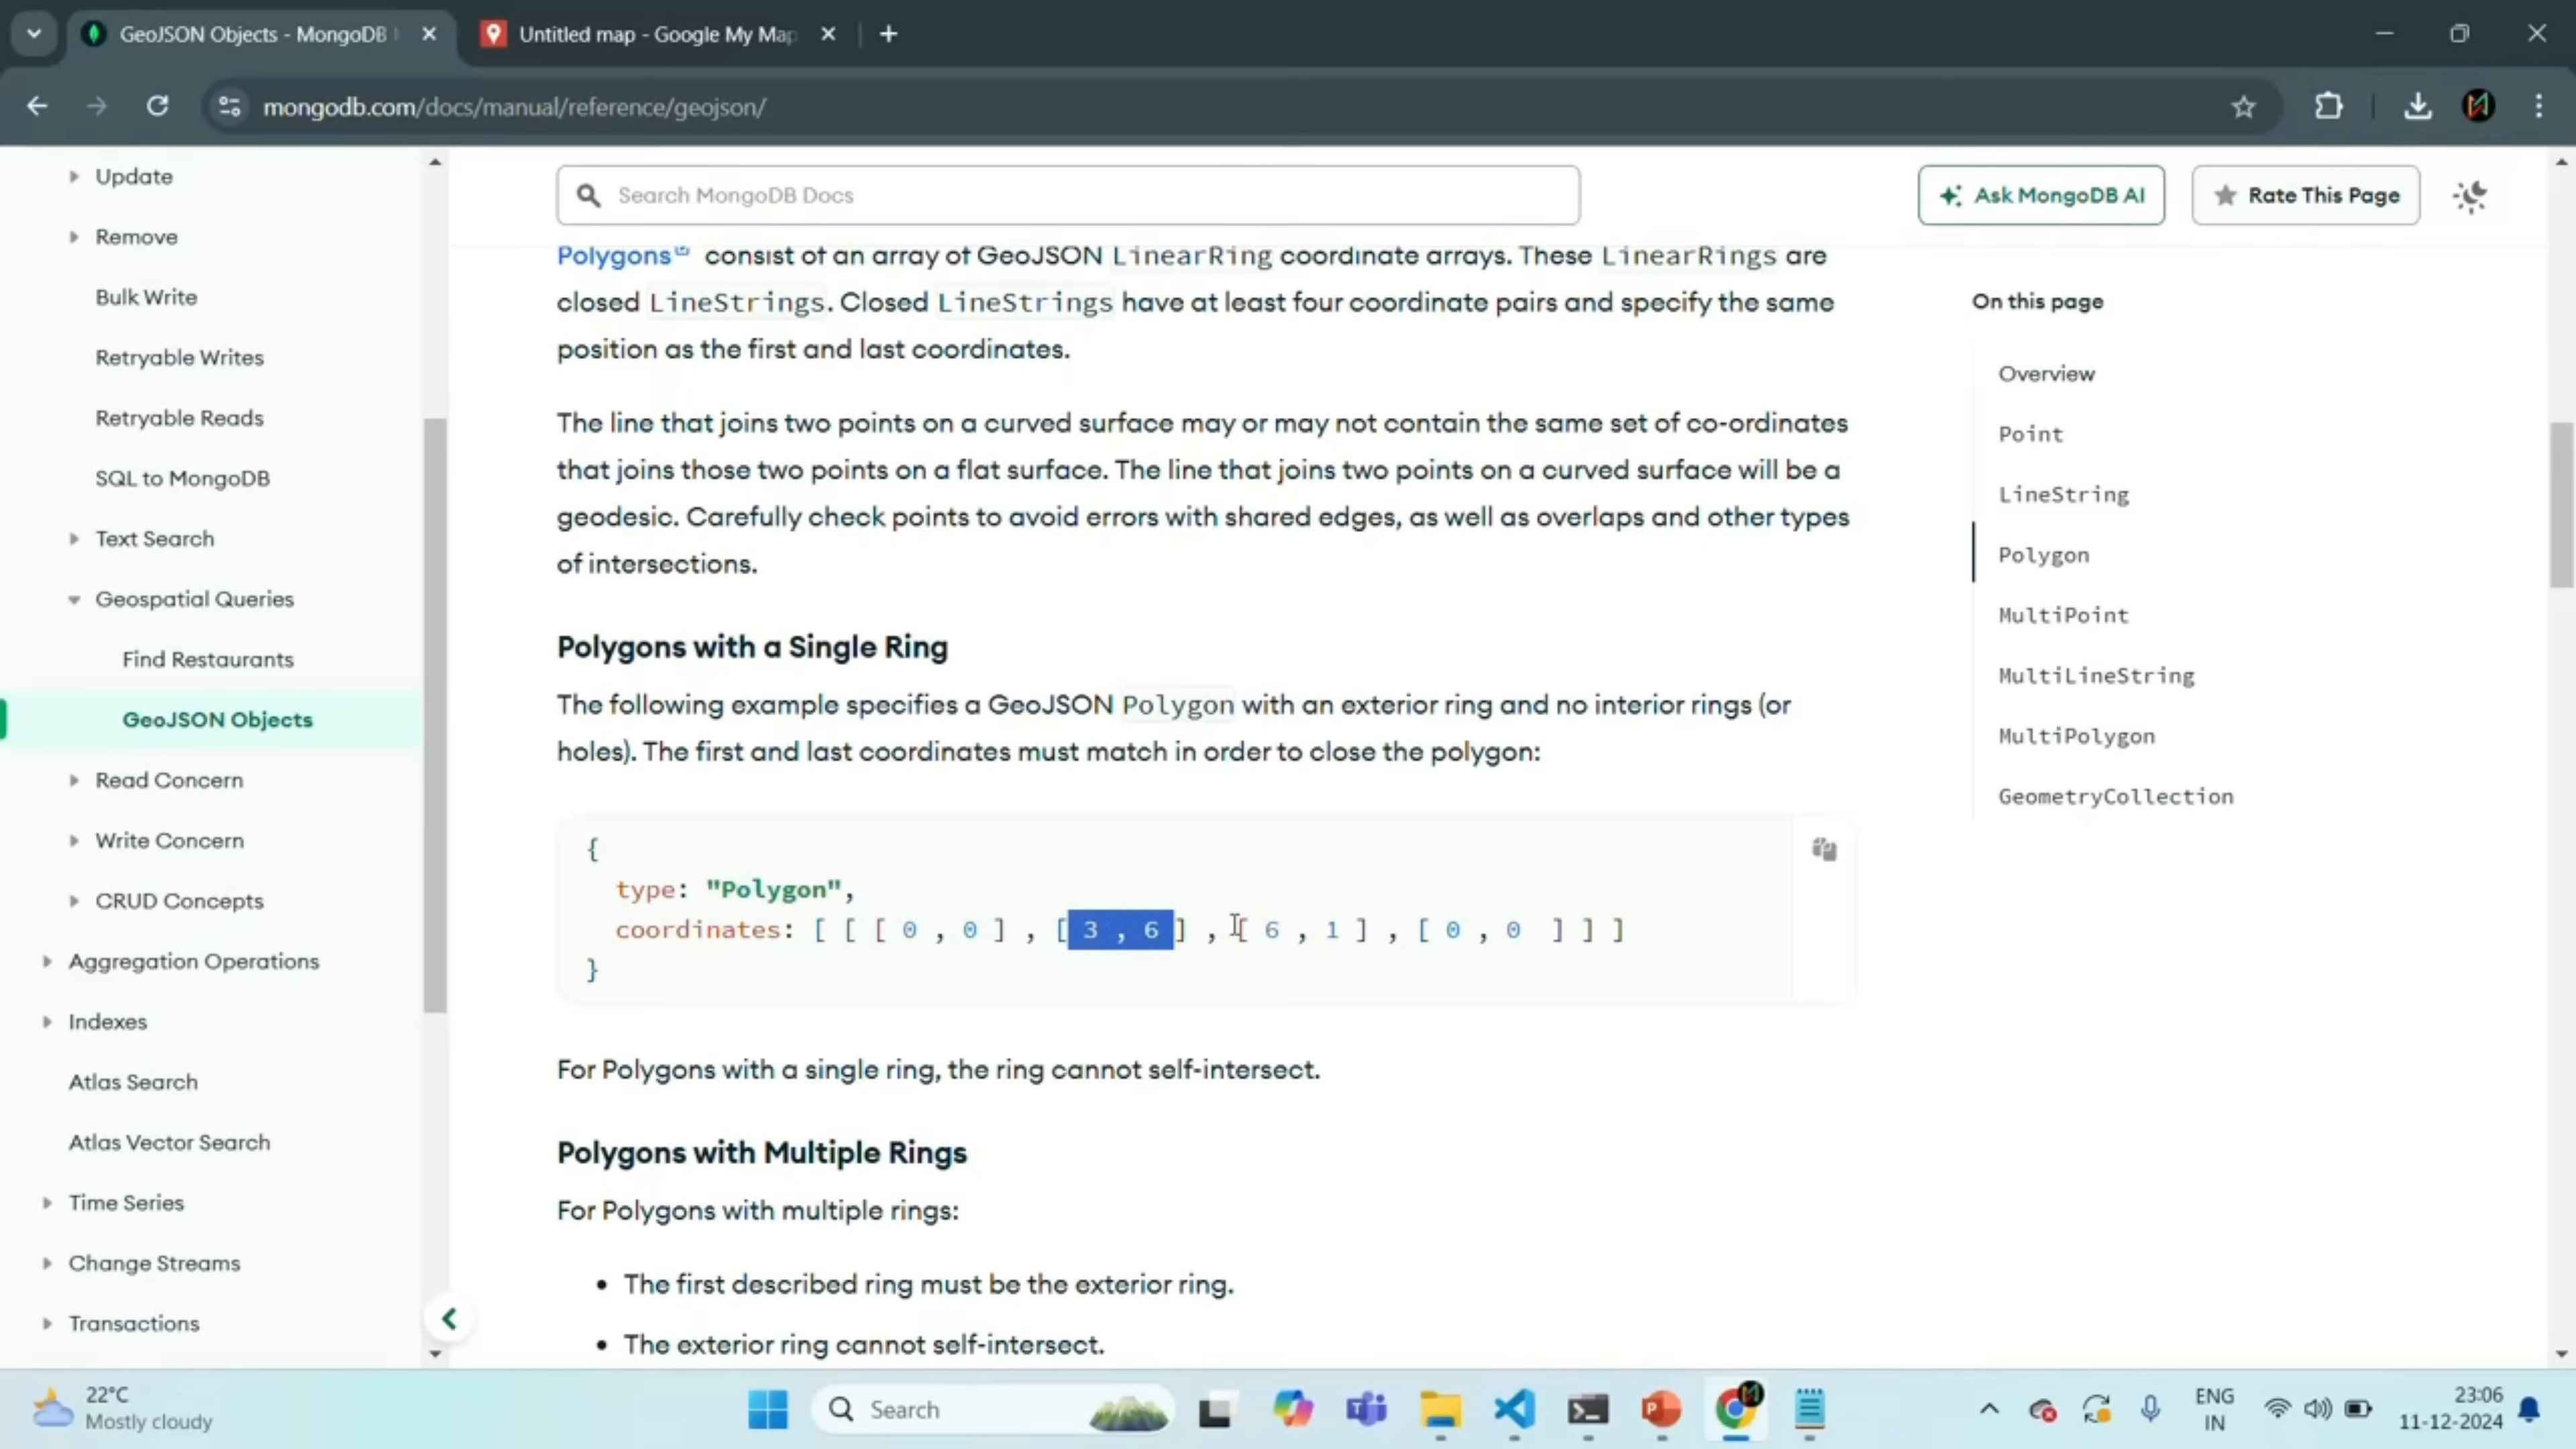 GeoJSON Objects - MongoDB
Untitled map - Google My Map
mongodb.com/docs/manual/reference/geojson/
Update
Remove
Bulk Write
Retryable Writes
Retryable Reads
SQL to MongoDB
Text Search
Geospatial Queries
Find Restaurants
GeoJSON Objects
Read Concern
Write Concern
CRUD Concepts
Aggregation Operations
Indexes
Atlas Search
Atlas Vector Search
Time Series
Change Streams
Transactions
Search MongoDB Docs
Ask MongoDB AI
Rate This Page
Polygons consist of an array of GeoJSON LinearRing coordinate arrays. These LinearRings are
closed LineStrings. Closed LineStrings have at least four coordinate pairs and specify the same
position as the first and last coordinates.
The line that joins two points on a curved surface may or may not contain the same set of co-ordinates
that joins those two points on a flat surface. The line that joins two points on a curved surface will be a
geodesic. Carefully check points to avoid errors with shared edges, as well as overlaps and other types
of intersections.
Polygons with a Single Ring
The following example specifies a GeoJSON Polygon with an exterior ring and no interior rings (or
holes). The first and last coordinates must match in order to close the polygon:
{
type: "Polygon",
coordinates: [ [ [ 0 , 0 ] , [ 3 , 6 ] , [ 6 , 1 ] , [ 0 , 0 ] ] ]
}
For Polygons with a single ring, the ring cannot self-intersect.
Polygons with Multiple Rings
For Polygons with multiple rings:
• The first described ring must be the exterior ring.
• The exterior ring cannot self-intersect.
On this page
Overview
Point
LineString
Polygon
MultiPoint
MultiLineString
MultiPolygon
GeometryCollection
22°C
Mostly cloudy
Search
ENG
IN
23:06
11-12-2024